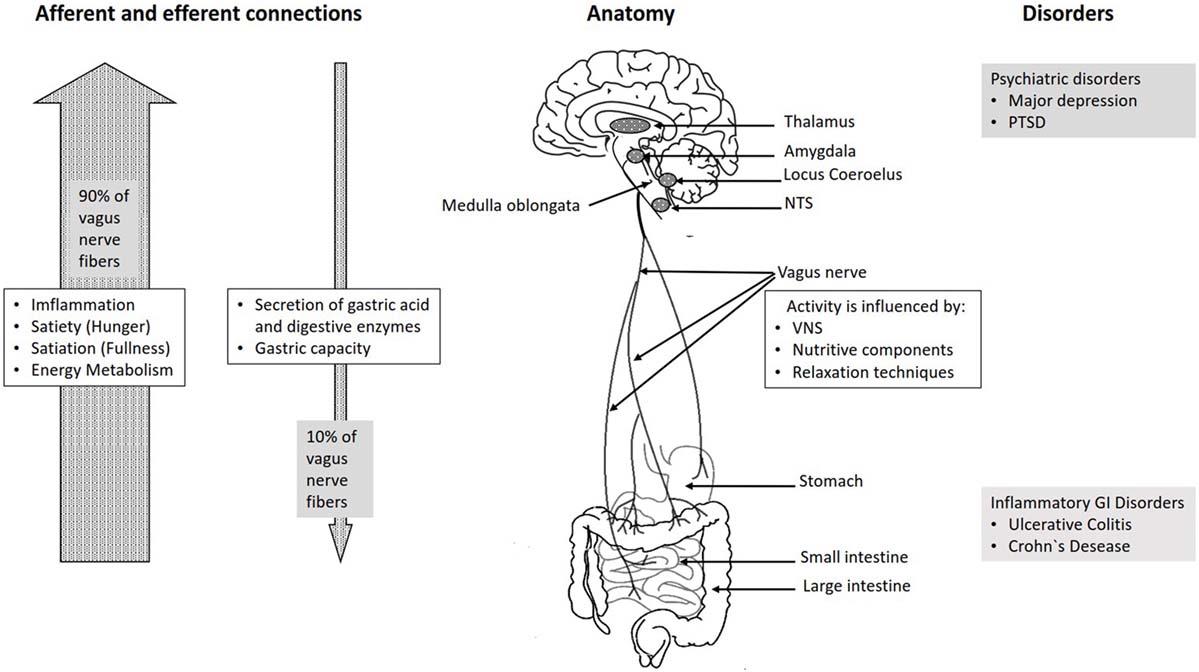 Afferent and efferent connections
90% of
vagus
nerve
fibers
• Imflammation
• Satiety (Hunger)
• Satiation (Fullness)
• Energy Metabolism
• Secretion of gastric acid
and digestive enzymes
• Gastric capacity
10% of
vagus
nerve
fibers
Anatomy
Thalamus
Amygdala
Locus Coeroelus
Medulla oblongata
NTS
Vagus nerve
Activity is influenced by:
• VNS
• Nutritive components
• Relaxation techniques
Stomach
Small intestine
Large intestine
Disorders
Psychiatric disorders
• Major depression
• PTSD
Inflammatory GI Disorders
• Ulcerative Colitis
• Crohn`s Desease